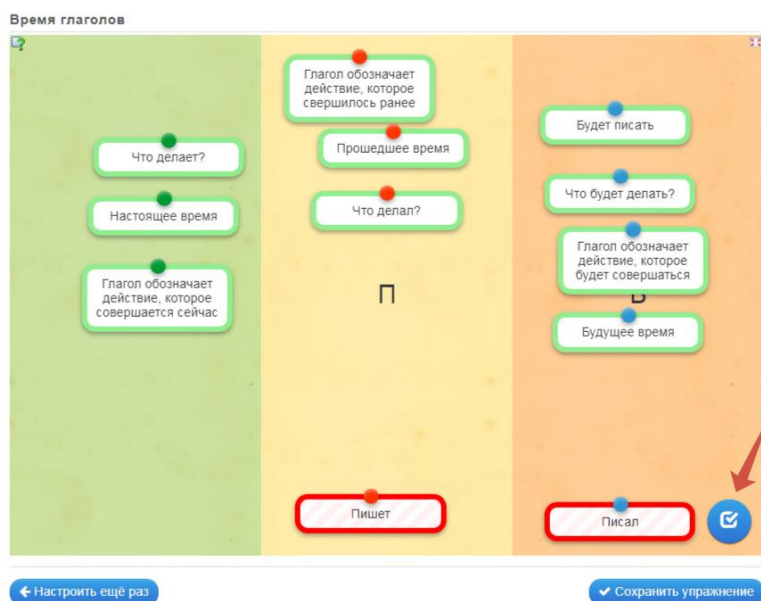 Время глаголов
Что делает?
Настоящее время
Глагол обозначает
действие, которое
совершается сейчас
Глагол обозначает
действие, которое
свершилось ранее
Прошедшее время
Что делал?
П
Пишет
Будет писать
Что будет делать?
Глагол обозначает
действие, которое
будет совершаться
Будущее время
Писал
Настроить ещё раз
Сохранить упражнение